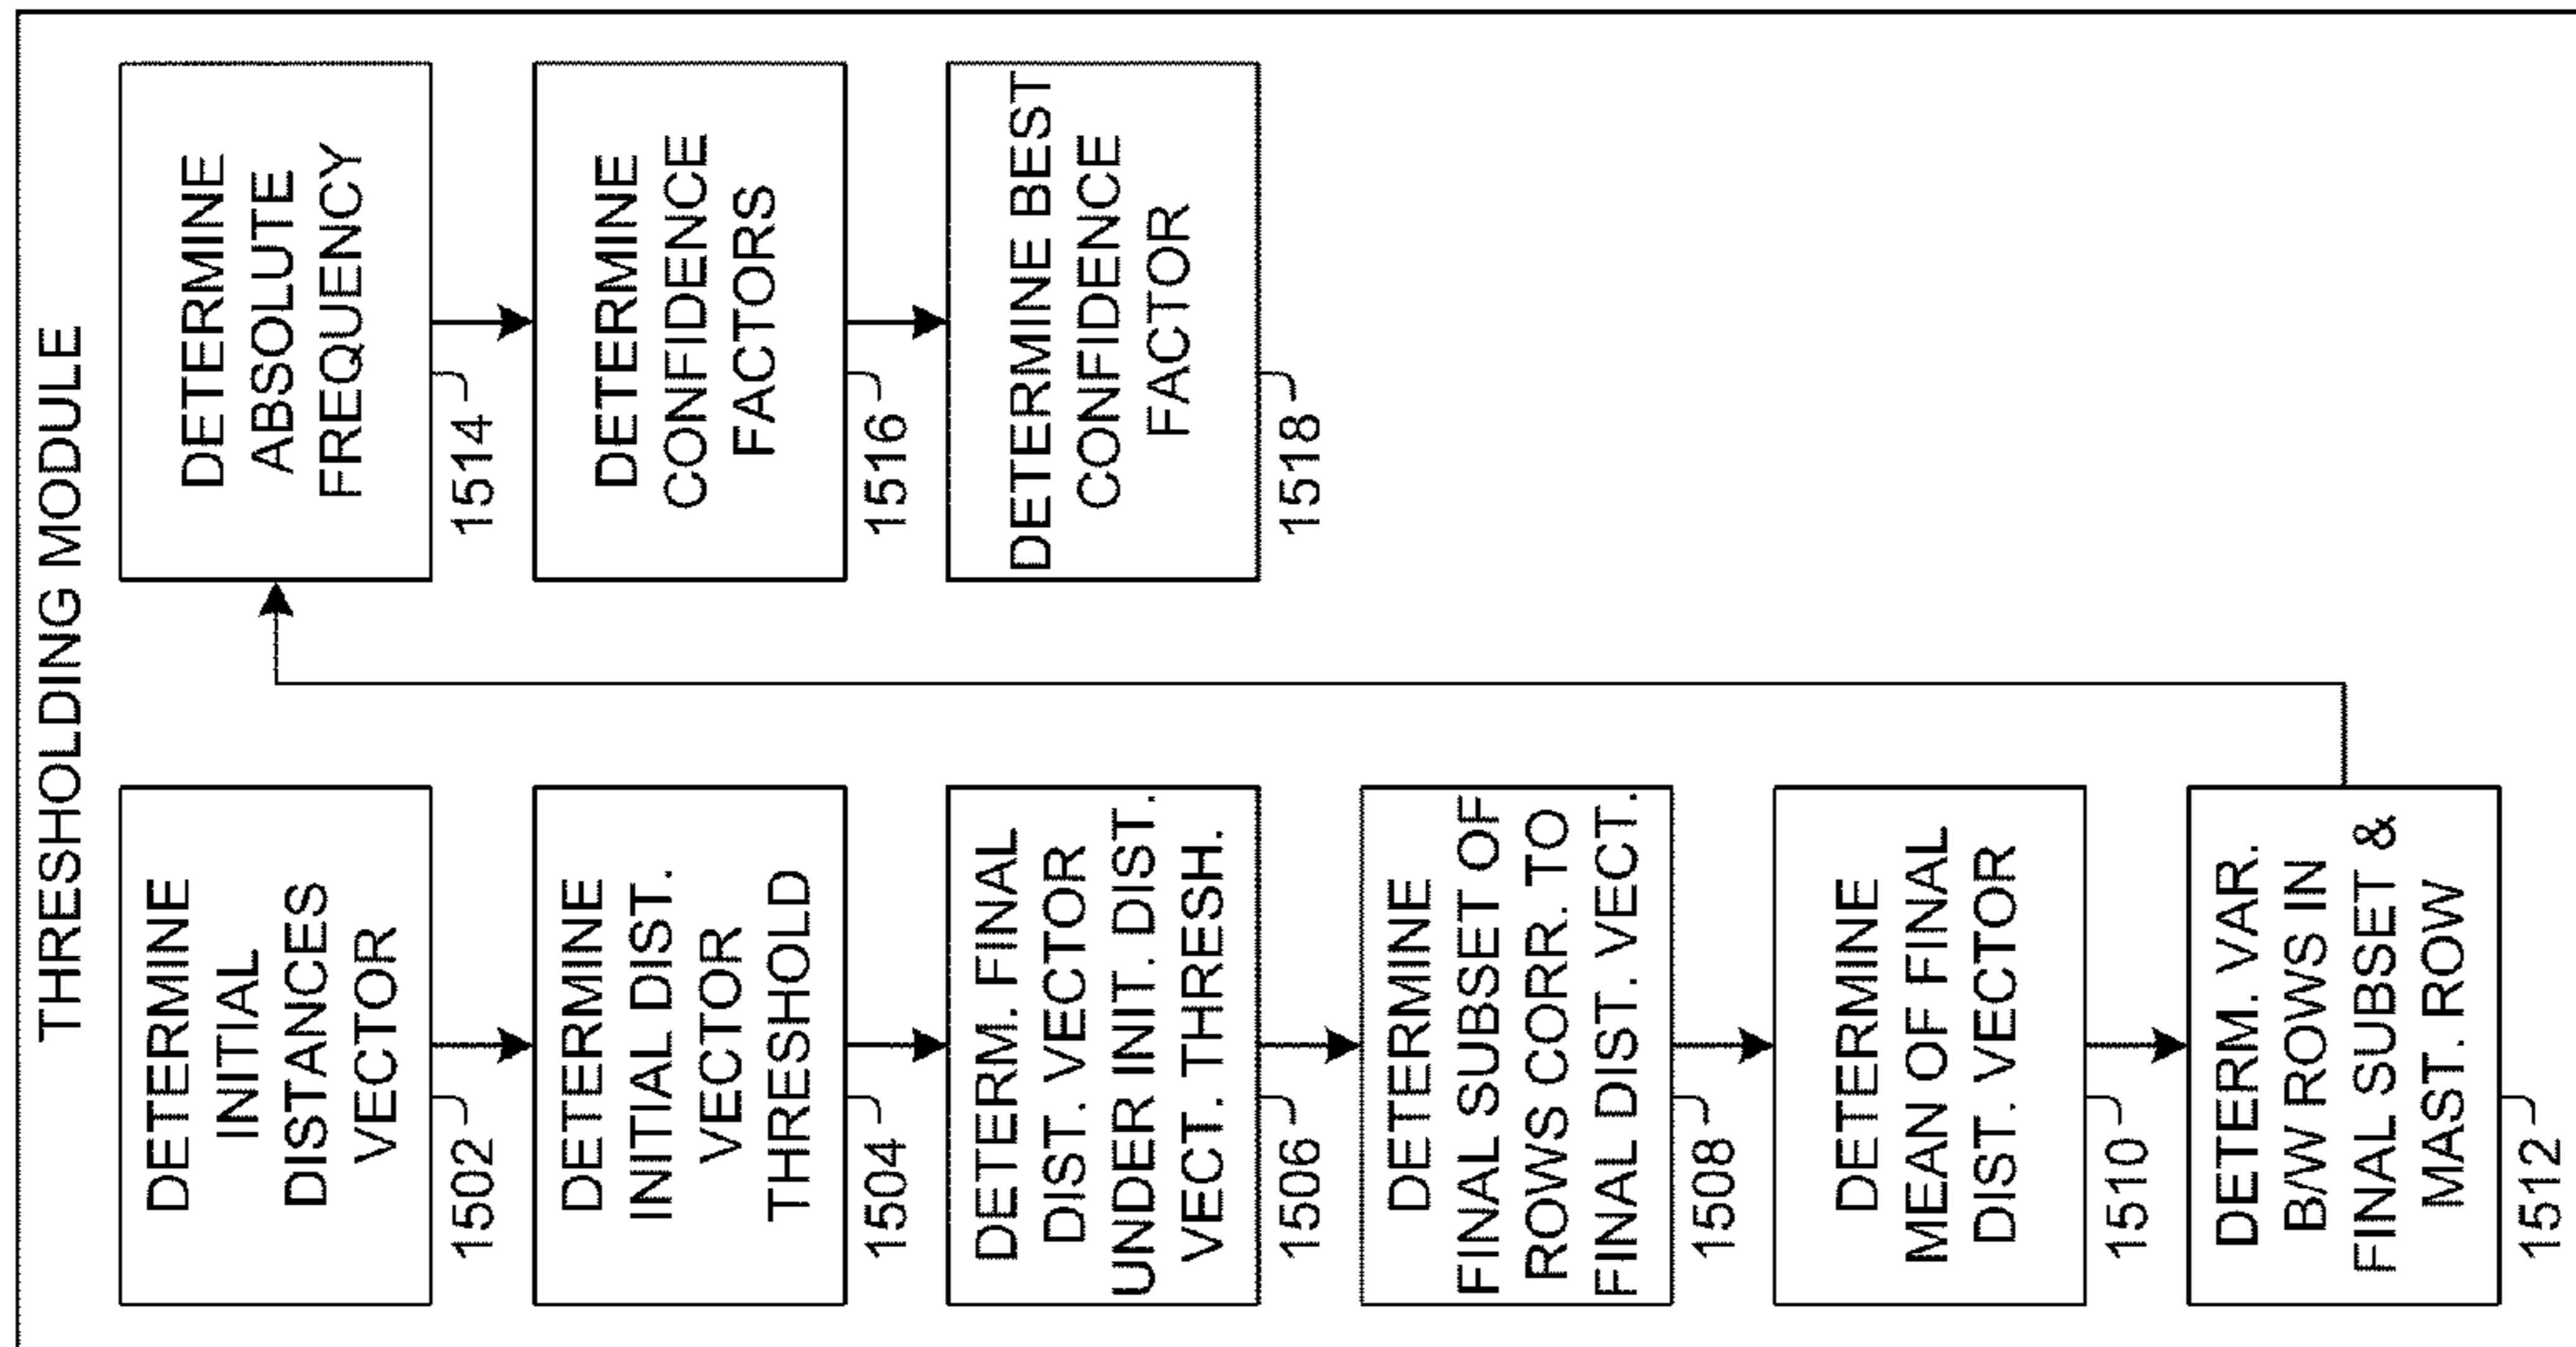 THRESHOLDING MODULE
DETERMINE
INITIAL
DISTANCES
VECTOR
1502
DETERMINE
INITIAL DIST.
VECTOR
THRESHOLD
1504
DETERM. FINAL
DIST. VECTOR
UNDER INIT. DIST.
VECT. THRESH.
1506
DETERMINE
FINAL SUBSET OF
ROWS CORR. TO
FINAL DIST. VECT.
1508
DETERMINE
MEAN OF FINAL
DIST. VECTOR
1510
DETERM. VAR.
B/W ROWS IN
FINAL SUBSET &
MAST. ROW
1512
DETERMINE
ABSOLUTE
FREQUENCY
1514
DETERMINE
CONFIDENCE
FACTORS
1516
DETERMINE BEST
CONFIDENCE
FACTOR
1518